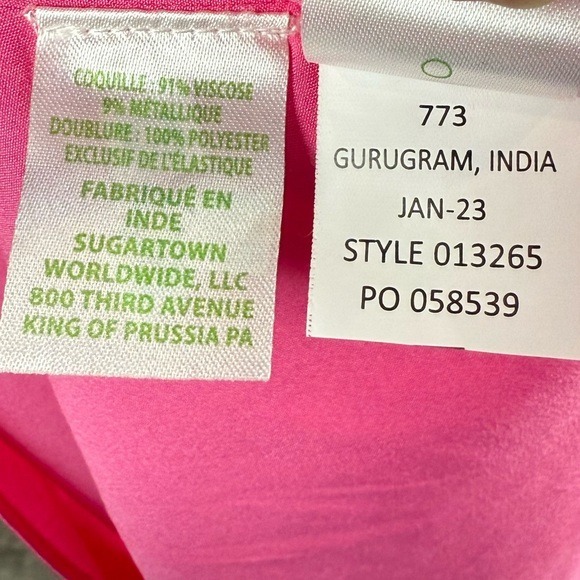 COQUILLE : 91% VISCOSE
9% MÉTALLIQUE
DOUBLURE : 100% POLYESTER
EXCLUSIF DE L'ÉLASTIQUE
FABRIQUÉ EN
INDE
SUGARTOWN
WORLDWIDE, LLC
800 THIRD AVENUE
KING OF PRUSSIA PA
773
GURUGRAM, INDIA
JAN-23
STYLE 013265
PO 058539